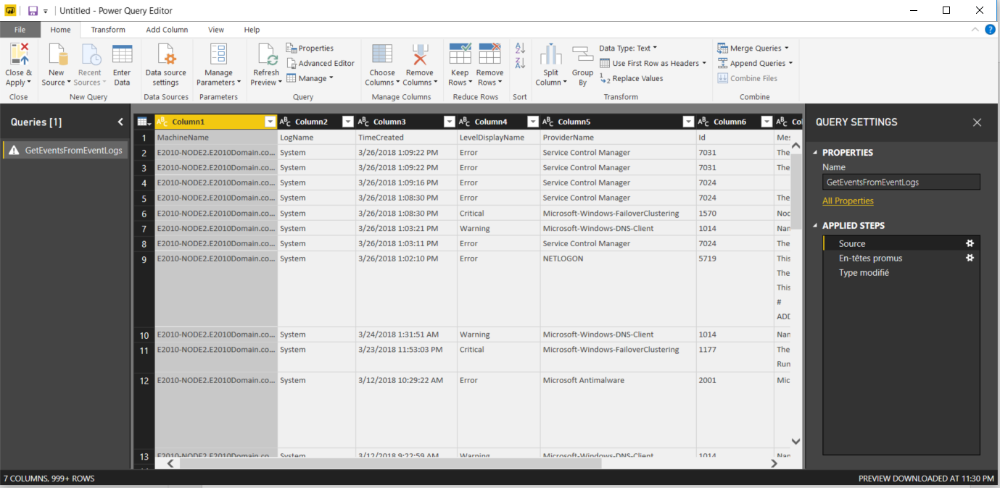 Untitled - Power Query Editor
File Home Transform Add Column View Help
Close & Apply
New Source
Recent Sources
Enter Data
Data source settings
Manage Parameters
Refresh Preview
Properties
Advanced Editor
Manage
Choose Columns
Remove Columns
Keep Rows
Remove Rows
Split Column
Group By
Data Type: Text
Use First Row as Headers
Replace Values
Merge Queries
Append Queries
Combine Files
Close New Query Data Sources Parameters Query Manage Columns Reduce Rows Sort Transform Combine
Queries [1]
GetEventsFromEventLogs
Column1 Column2 Column3 Column4 Column5 Column6 Col
1 MachineName LogName TimeCreated LevelDisplayName ProviderName Id Mes
2 E2010-NODE2.E2010Domain.co... System 3/26/2018 1:09:22 PM Error Service Control Manager 7031 The
3 E2010-NODE2.E2010Domain.co... System 3/26/2018 1:09:22 PM Error Service Control Manager 7031 The
4 E2010-NODE2.E2010Domain.co... System 3/26/2018 1:09:16 PM Error Service Control Manager 7024
5 E2010-NODE2.E2010Domain.co... System 3/26/2018 1:08:30 PM Error Service Control Manager 7024 The
6 E2010-NODE2.E2010Domain.co... System 3/26/2018 1:08:30 PM Critical Microsoft-Windows-FailoverClustering 1570 Noc
7 E2010-NODE2.E2010Domain.co... System 3/26/2018 1:03:21 PM Warning Microsoft-Windows-DNS-Client 1014 Nan
8 E2010-NODE2.E2010Domain.co... System 3/26/2018 1:03:11 PM Error Service Control Manager 7024 The
9 E2010-NODE2.E2010Domain.co... System 3/26/2018 1:02:10 PM Error NETLOGON 5719 This
The
This
#
ADD
10 E2010-NODE2.E2010Domain.co... System 3/24/2018 1:31:51 AM Warning Microsoft-Windows-DNS-Client 1014 Nan
11 E2010-NODE2.E2010Domain.co... System 3/23/2018 11:53:03 PM Critical Microsoft-Windows-FailoverClustering 1177 The
Run
12 E2010-NODE2.E2010Domain.co... System 3/12/2018 10:29:22 AM Error Microsoft Antimalware 2001 Mic
13 E2010-NODE2.E2010Domain.co... System 3/12/2018 9:22:59 AM Warning Microsoft-Windows-DNS-Client 1014 Nan
QUERY SETTINGS
PROPERTIES
Name
GetEventsFromEventLogs
All Properties
APPLIED STEPS
Source
En-têtes promus
Type modifié
7 COLUMNS, 999+ ROWS
PREVIEW DOWNLOADED AT 11:30 PM